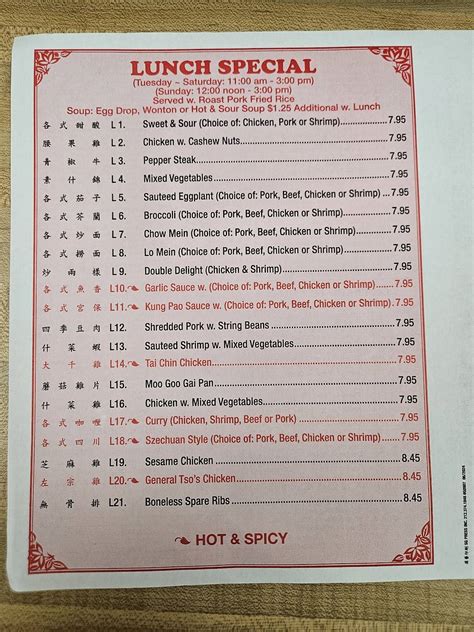 LUNCH SPECIAL
(Tuesday ~ Saturday: 11:00 am - 3:00 pm)
(Sunday: 12:00 noon - 3:00 pm)
Served w. Roast Pork Fried Rice
Soup: Egg Drop, Wonton or Hot & Sour Soup $1.25 Additional w. Lunch
各式甜酸 L 1. Sweet & Sour (Choice of: Chicken, Pork or Shrimp) 7.95
腰果雞 L 2. Chicken w. Cashew Nuts 7.95
青椒牛 L 3. Pepper Steak 7.95
素什錦 L 4. Mixed Vegetables 7.95
各式茄子 L 5. Sauteed Eggplant (Choice of: Pork, Beef, Chicken or Shrimp) 7.95
各式芥蘭 L 6. Broccoli (Choice of: Pork, Beef, Chicken or Shrimp) 7.95
各式炒面 L 7. Chow Mein (Choice of: Pork, Beef, Chicken or Shrimp) 7.95
各式撈面 L 8. Lo Mein (Choice of: Pork, Beef, Chicken or Shrimp) 7.95
炒兩樣 L 9. Double Delight (Chicken & Shrimp) 7.95
各式魚香 L10. Garlic Sauce w. (Choice of: Pork, Beef, Chicken or Shrimp) 7.95
各式宮保 L11. Kung Pao Sauce w. (Choice of: Pork, Beef, Chicken or Shrimp) 7.95
四季豆肉 L12. Shredded Pork w. String Beans 7.95
什菜蝦 L13. Sauteed Shrimp w. Mixed Vegetables 7.95
大千雞 L14. Tai Chin Chicken 7.95
蘑菇雞片 L15. Moo Goo Gai Pan 7.95
什菜雞 L16. Chicken w. Mixed Vegetables 7.95
各式咖喱 L17. Curry (Chicken, Shrimp, Beef or Pork) 7.95
各式四川 L18. Szechuan Style (Choice of: Pork, Beef, Chicken or Shrimp) 7.95
芝麻雞 L19. Sesame Chicken 8.45
左宗雞 L20. General Tso's Chicken 8.45
無骨排 L21. Boneless Spare Ribs 8.45
HOT & SPICY